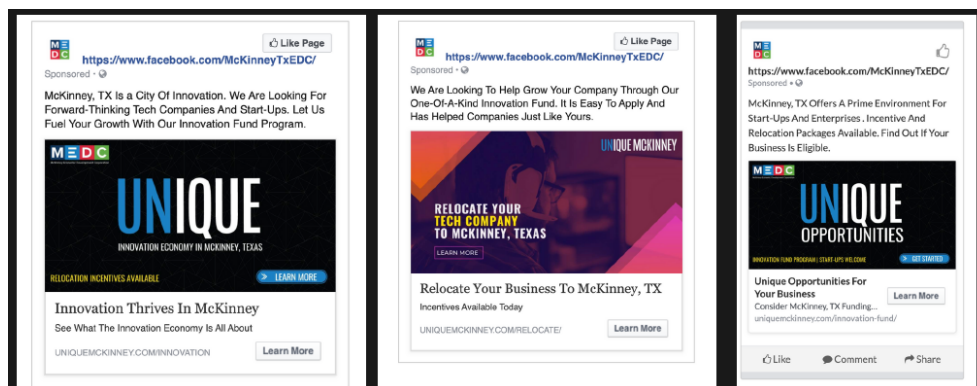 MEDC
Like Page
https://www.facebook.com/McKinneyTxEDC/
Sponsored •
McKinney, TX Is a City Of Innovation. We Are Looking For
Forward-Thinking Tech Companies And Start-Ups. Let Us
Fuel Your Growth With Our Innovation Fund Program.
MEDC
UNIQUE
INNOVATION ECONOMY IN MCKINNEY, TEXAS
RELOCATION INCENTIVES AVAILABLE
» LEARN MORE
Innovation Thrives In McKinney
See What The Innovation Economy Is All About
UNIQUEMCKINNEY.COM/INNOVATION
Learn More
MEDC
Like Page
https://www.facebook.com/McKinneyTxEDC/
Sponsored •
We Are Looking To Help Grow Your Company Through Our
One-Of-A-Kind Innovation Fund. It Is Easy To Apply And
Has Helped Companies Just Like Yours.
UNIQUE MCKINNEY
RELOCATE YOUR
TECH COMPANY
TO MCKINNEY, TEXAS
LEARN MORE
Relocate Your Business To McKinney, TX
Incentives Available Today
UNIQUEMCKINNEY.COM/RELOCATE/
Learn More
MEDC
https://www.facebook.com/McKinneyTxEDC/
Sponsored •
McKinney, TX Offers A Prime Environment For
Start-Ups And Enterprises . Incentive And
Relocation Packages Available. Find Out If Your
Business Is Eligible.
MEDC
UNIQUE
OPPORTUNITIES
INNOVATION FUND PROGRAM | START-UPS WELCOME
» GET STARTED
Unique Opportunities For
Your Business
Consider McKinney, TX Funding...
uniquemckinney.com/innovation-fund/
Learn More
Like
Comment
Share